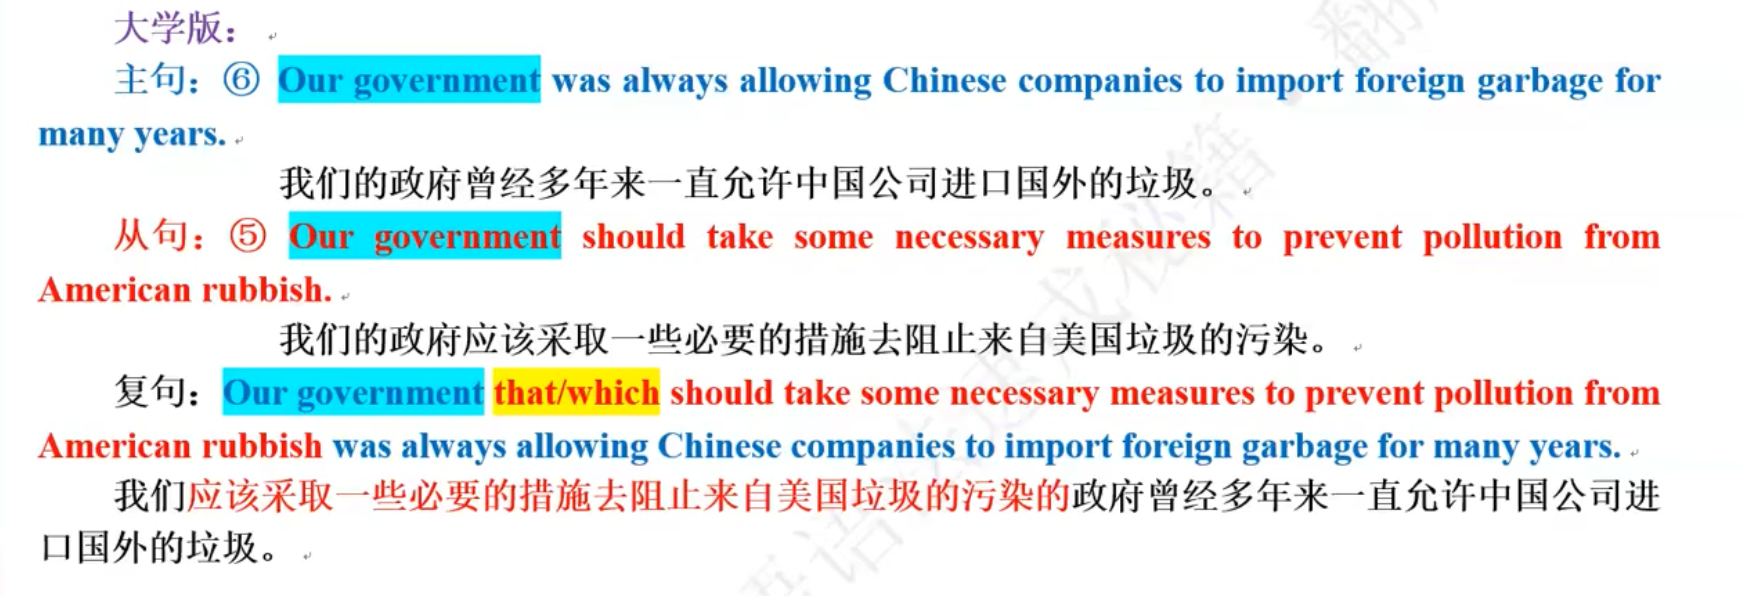 大学版：
主句：⑥ Our government was always allowing Chinese companies to import foreign garbage for
many years.
我们的政府曾经多年来一直允许中国公司进口国外的垃圾。
从句：⑤ Our government should take some necessary measures to prevent pollution from
American rubbish.
我们的政府应该采取一些必要的措施去阻止来自美国垃圾的污染。
复句：Our government that/which should take some necessary measures to prevent pollution from
American rubbish was always allowing Chinese companies to import foreign garbage for many years.
我们应该采取一些必要的措施去阻止来自美国垃圾的污染的政府曾经多年来一直允许中国公司进
口国外的垃圾。